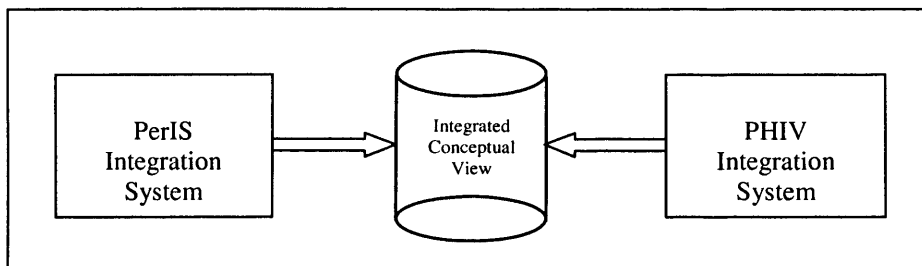 PerIS
Integration
System
Integrated
Conceptual
View
PHIV
Integration
System